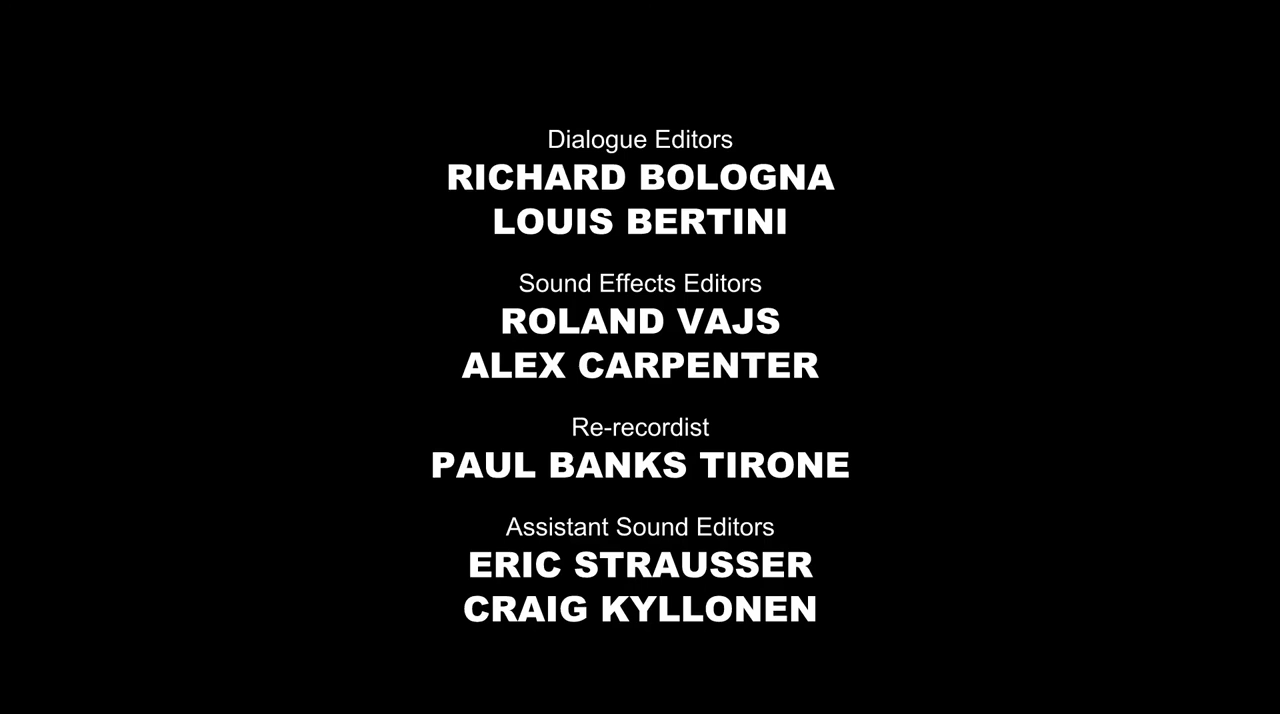 Dialogue Editors
RICHARD BOLOGNA
LOUIS BERTINI
Sound Effects Editors
ROLAND VAJS
ALEX CARPENTER
Re-recordist
PAUL BANKS TIRONE
Assistant Sound Editors
ERIC STRAUSSER
CRAIG KYLLONEN